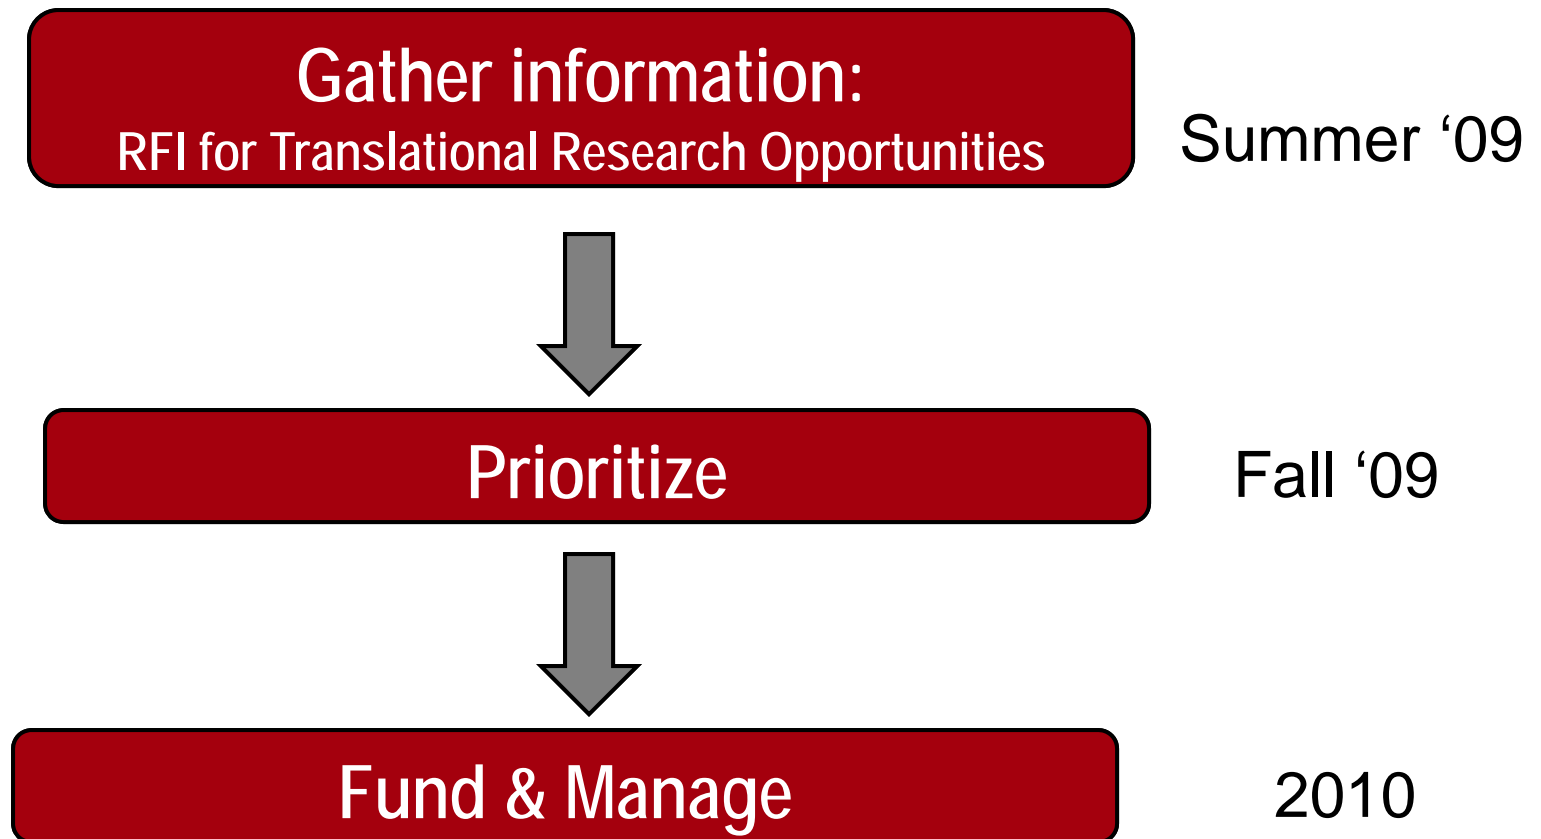 Gather information:
RFI for Translational Research Opportunities
Summer ‘09
Prioritize
Fall ‘09
Fund & Manage
2010